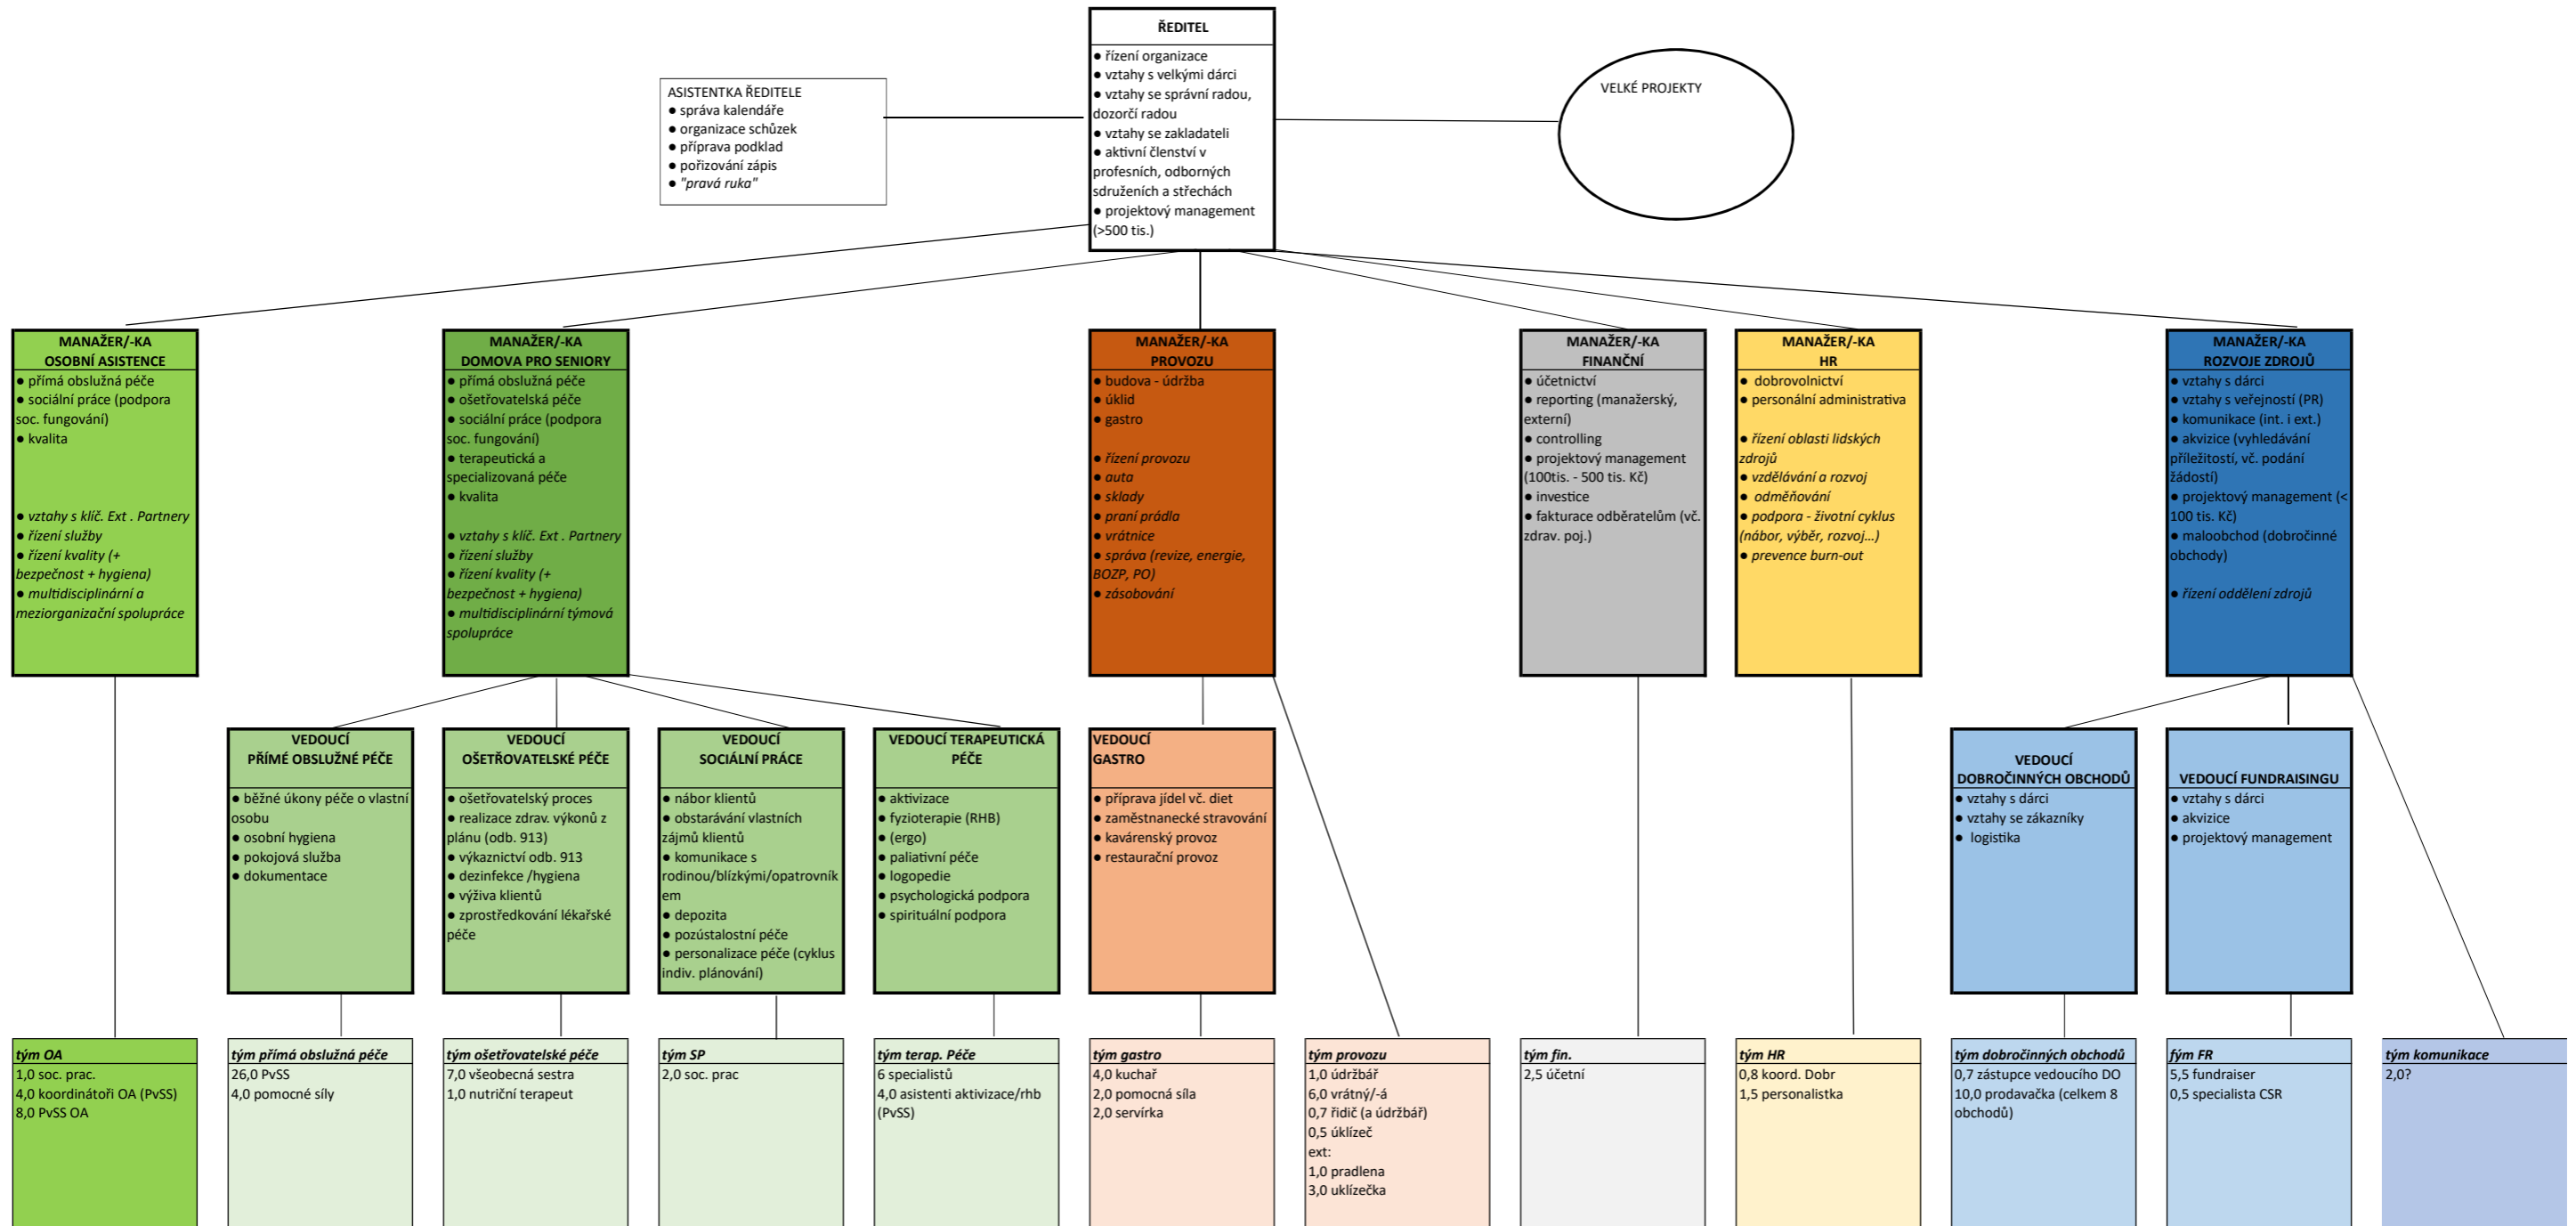 ŘEDITEL
● řízení organizace
● vztahy s velkými dárci
● vztahy se správní radou,
dozorčí radou
● vztahy se zakladateli
● aktivní členství v
profesních, odborných
sdruženích a střechách
● projektový management
(>500 tis.)
ASISTENTKA ŘEDITELE
● správa kalendáře
● organizace schůzek
● příprava podklad
● pořizování zápis
● "pravá ruka"
VELKÉ PROJEKTY
MANAŽER/-KA
OSOBNÍ ASISTENCE
● přímá obslužná péče
● sociální práce (podpora
soc. fungování)
● kvalita
● vztahy s klíč. Ext . Partnery
● řízení služby
● řízení kvality (+
bezpečnost + hygiena)
● multidisciplinární a
meziorganizační spolupráce
MANAŽER/-KA
DOMOVA PRO SENIORY
● přímá obslužná péče
● ošetřovatelská péče
● sociální práce (podpora
soc. fungování)
● terapeutická a
specializovaná péče
● kvalita
● vztahy s klíč. Ext . Partnery
● řízení služby
● řízení kvality (+
bezpečnost + hygiena)
● multidisciplinární týmová
spolupráce
MANAŽER/-KA
PROVOZU
● budova - údržba
● úklid
● gastro
● řízení provozu
● auta
● sklady
● praní prádla
● vrátnice
● správa (revize, energie,
BOZP, PO)
● zásobování
MANAŽER/-KA
FINANČNÍ
● účetnictví
● reporting (manažerský,
externí)
● controlling
● projektový management
(100tis. - 500 tis. Kč)
● investice
● fakturace odběratelům (vč.
zdrav. poj.)
MANAŽER/-KA
HR
● dobrovolnictví
● personální administrativa
● řízení oblasti lidských
zdrojů
● vzdělávání a rozvoj
● odměňování
● podpora - životní cyklus
(nábor, výběr, rozvoj...)
● prevence burn-out
MANAŽER/-KA
ROZVOJE ZDROJŮ
● vztahy s dárci
● vztahy s veřejností (PR)
● komunikace (int. i ext.)
● akvizice (vyhledávání
příležitostí, vč. podání
žádostí)
● projektový management (<
100 tis. Kč)
● maloobchod (dobročinné
obchody)
● řízení oddělení zdrojů
VEDOUCÍ
PŘÍMÉ OBSLUŽNÉ PÉČE
● běžné úkony péče o vlastní
osobu
● osobní hygiena
● pokojová služba
● dokumentace
VEDOUCÍ
OŠETŘOVATELSKÉ PÉČE
● ošetřovatelský proces
● realizace zdrav. výkonů z
plánu (odb. 913)
● výkaznictví odb. 913
● dezinfekce /hygiena
● výživa klientů
● zprostředkování lékařské
péče
VEDOUCÍ
SOCIÁLNÍ PRÁCE
● nábor klientů
● obstarávání vlastních
zájmů klientů
● komunikace s
rodinou/blízkými/opatrovník
em
● depozita
● pozůstalostní péče
● personalizace péče (cyklus
indiv. plánování)
VEDOUCÍ TERAPEUTICKÁ
PÉČE
● aktivizace
● fyzioterapie (RHB)
● (ergo)
● paliativní péče
● logopedie
● psychologická podpora
● spirituální podpora
VEDOUCÍ
GASTRO
● příprava jídel vč. diet
● zaměstnanecké stravování
● kavárenský provoz
● restaurační provoz
VEDOUCÍ
DOBROČINNÝCH OBCHODŮ
● vztahy s dárci
● vztahy se zákazníky
● logistika
VEDOUCÍ FUNDRAISINGU
● vztahy s dárci
● akvizice
● projektový management
tým OA
1,0 soc. prac.
4,0 koordinátoři OA (PvSS)
8,0 PvSS OA
tým přímá obslužná péče
26,0 PvSS
4,0 pomocné síly
tým ošetřovatelské péče
7,0 všeobecná sestra
1,0 nutriční terapeut
tým SP
2,0 soc. prac
tým terap. Péče
6 specialistů
4,0 asistenti aktivizace/rhb
(PvSS)
tým gastro
4,0 kuchař
2,0 pomocná síla
2,0 servírka
tým provozu
1,0 údržbář
6,0 vrátný/-á
0,7 řidič (a údržbář)
0,5 úklízeč
ext:
1,0 pradlena
3,0 uklízečka
tým fin.
2,5 účetní
tým HR
0,8 koord. Dobr
1,5 personalistka
tým dobročinných obchodů
0,7 zástupce vedoucího DO
10,0 prodavačka (celkem 8
obchodů)
fým FR
5,5 fundraiser
0,5 specialista CSR
tým komunikace
2,0?